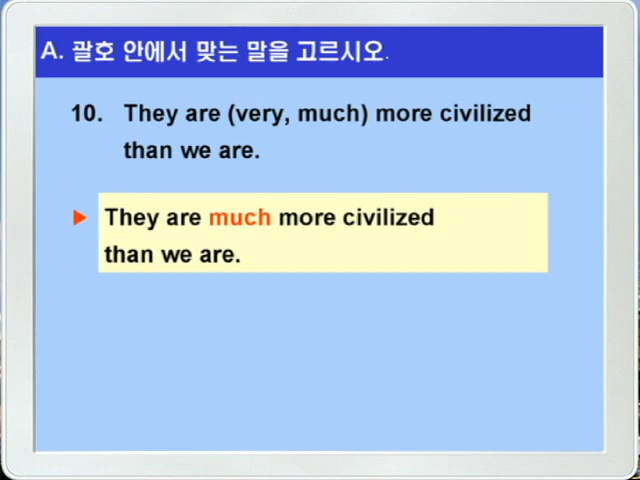 A. 괄호 안에서 맞는 말을 고르시오.
10. They are (very, much) more civilized
than we are.
They are much more civilized
than we are.